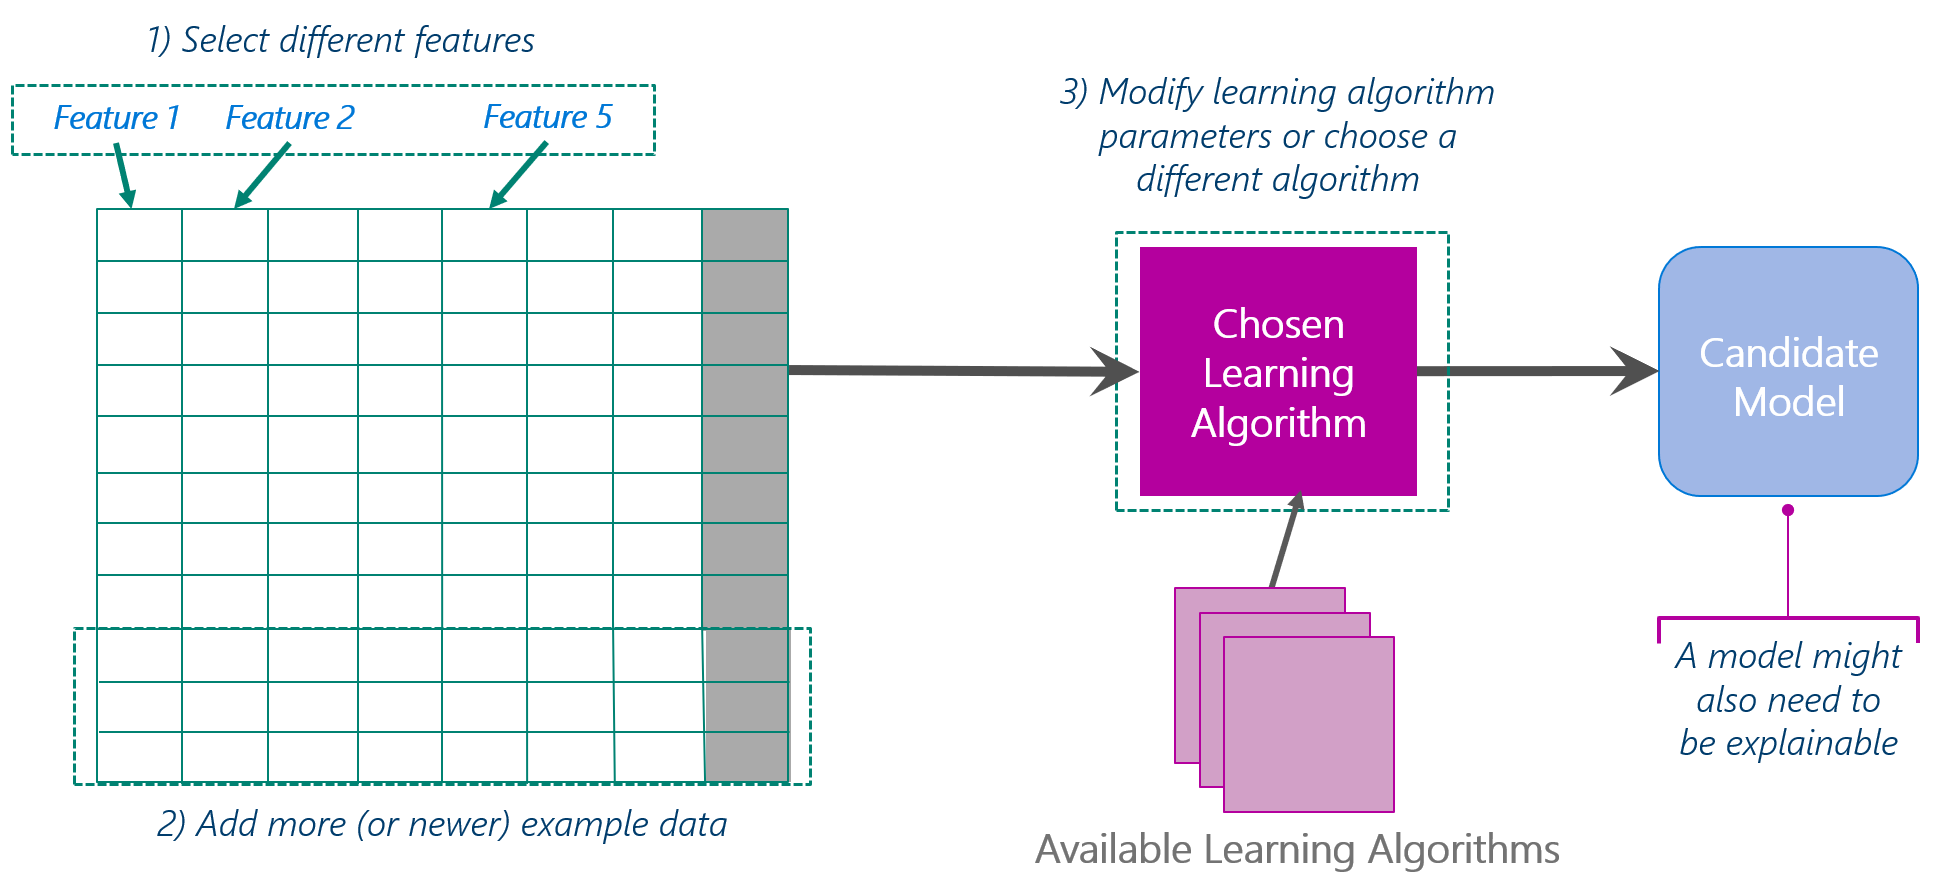 1) Select different features
Feature 1
Feature 2
Feature 5
2) Add more (or newer) example data
3) Modify learning algorithm
parameters or choose a
different algorithm
Chosen
Learning
Algorithm
Available Learning Algorithms
Candidate
Model
A model might
also need to
be explainable